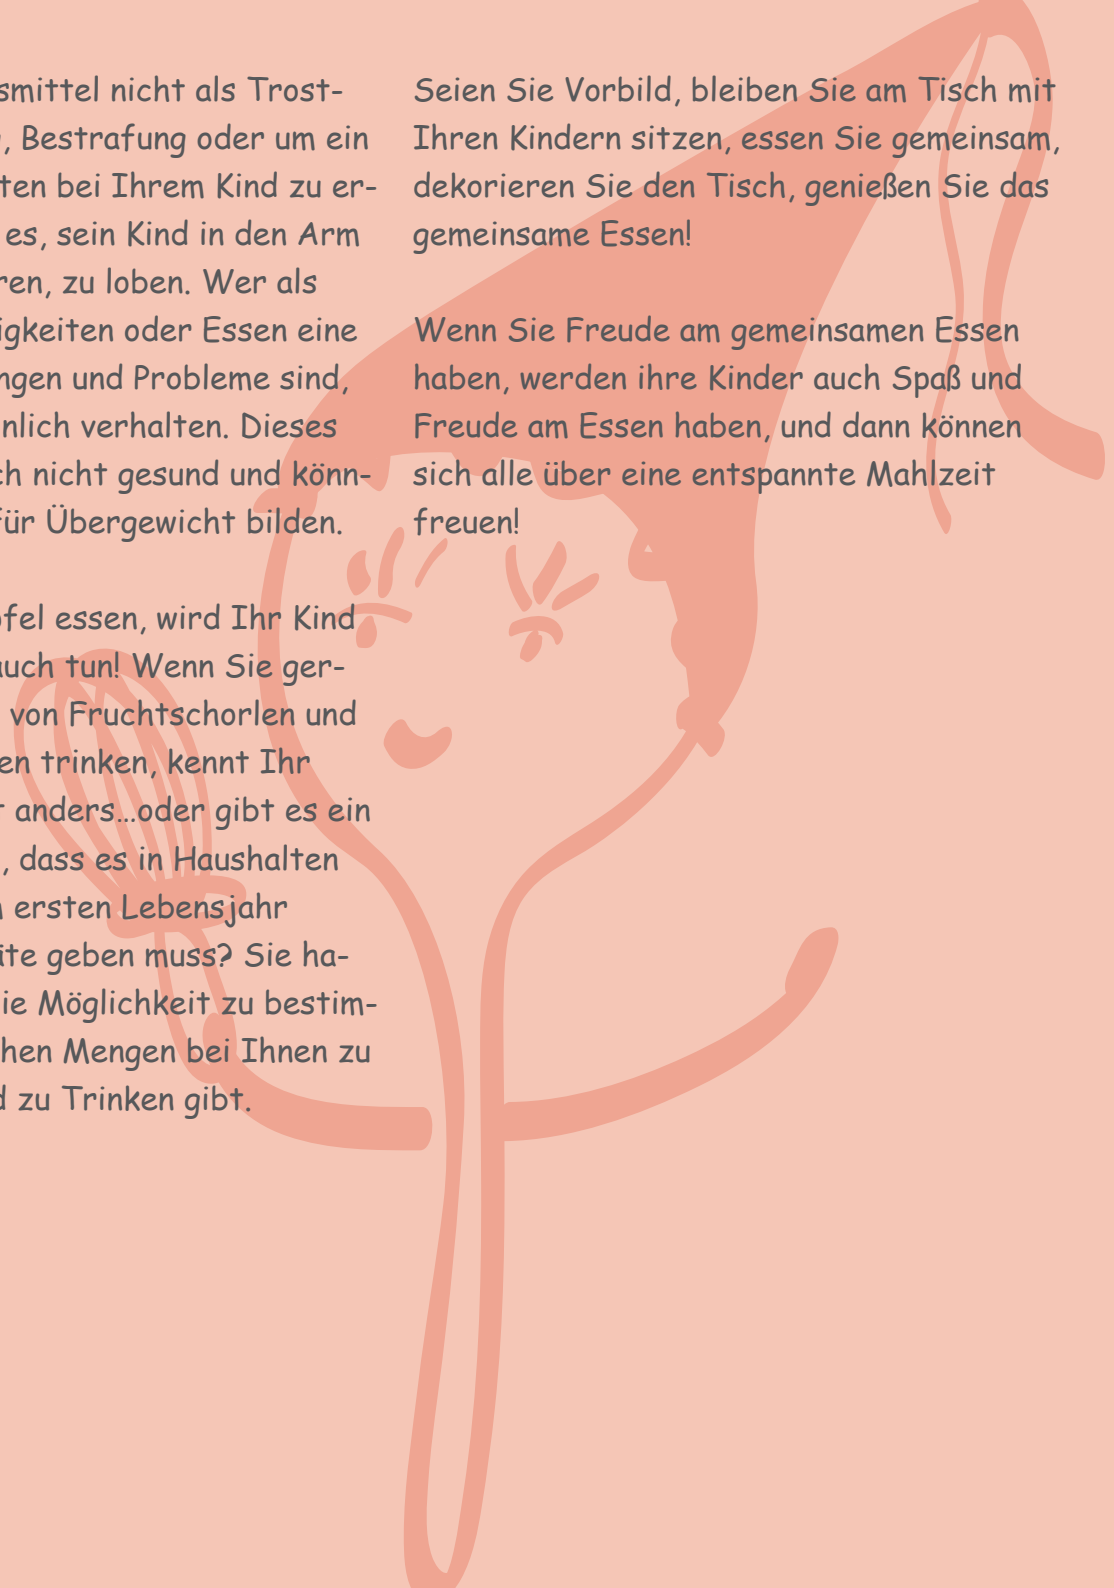 smittel nicht als Trost-
, Bestrafung oder um ein
ten bei Ihrem Kind zu er-
es, sein Kind in den Arm
ren, zu loben. Wer als
igkeiten oder Essen eine
ngen und Probleme sind,
nlich verhalten. Dieses
ch nicht gesund und könn-
für Übergewicht bilden.
pfel essen, wird Ihr Kind
auch tun! Wenn Sie ger-
von Fruchtschorlen und
en trinken, kennt Ihr
anders...oder gibt es ein
, dass es in Haushalten
ersten Lebensjahr
äte geben muss? Sie ha-
ie Möglichkeit zu bestim-
hen Mengen bei Ihnen zu
d zu Trinken gibt.
Seien Sie Vorbild, bleiben Sie am Tisch mit
Ihren Kindern sitzen, essen Sie gemeinsam,
dekorieren Sie den Tisch, genießen Sie das
gemeinsame Essen!
Wenn Sie Freude am gemeinsamen Essen
haben, werden ihre Kinder auch Spaß und
Freude am Essen haben, und dann können
sich alle über eine entspannte Mahlzeit
freuen!